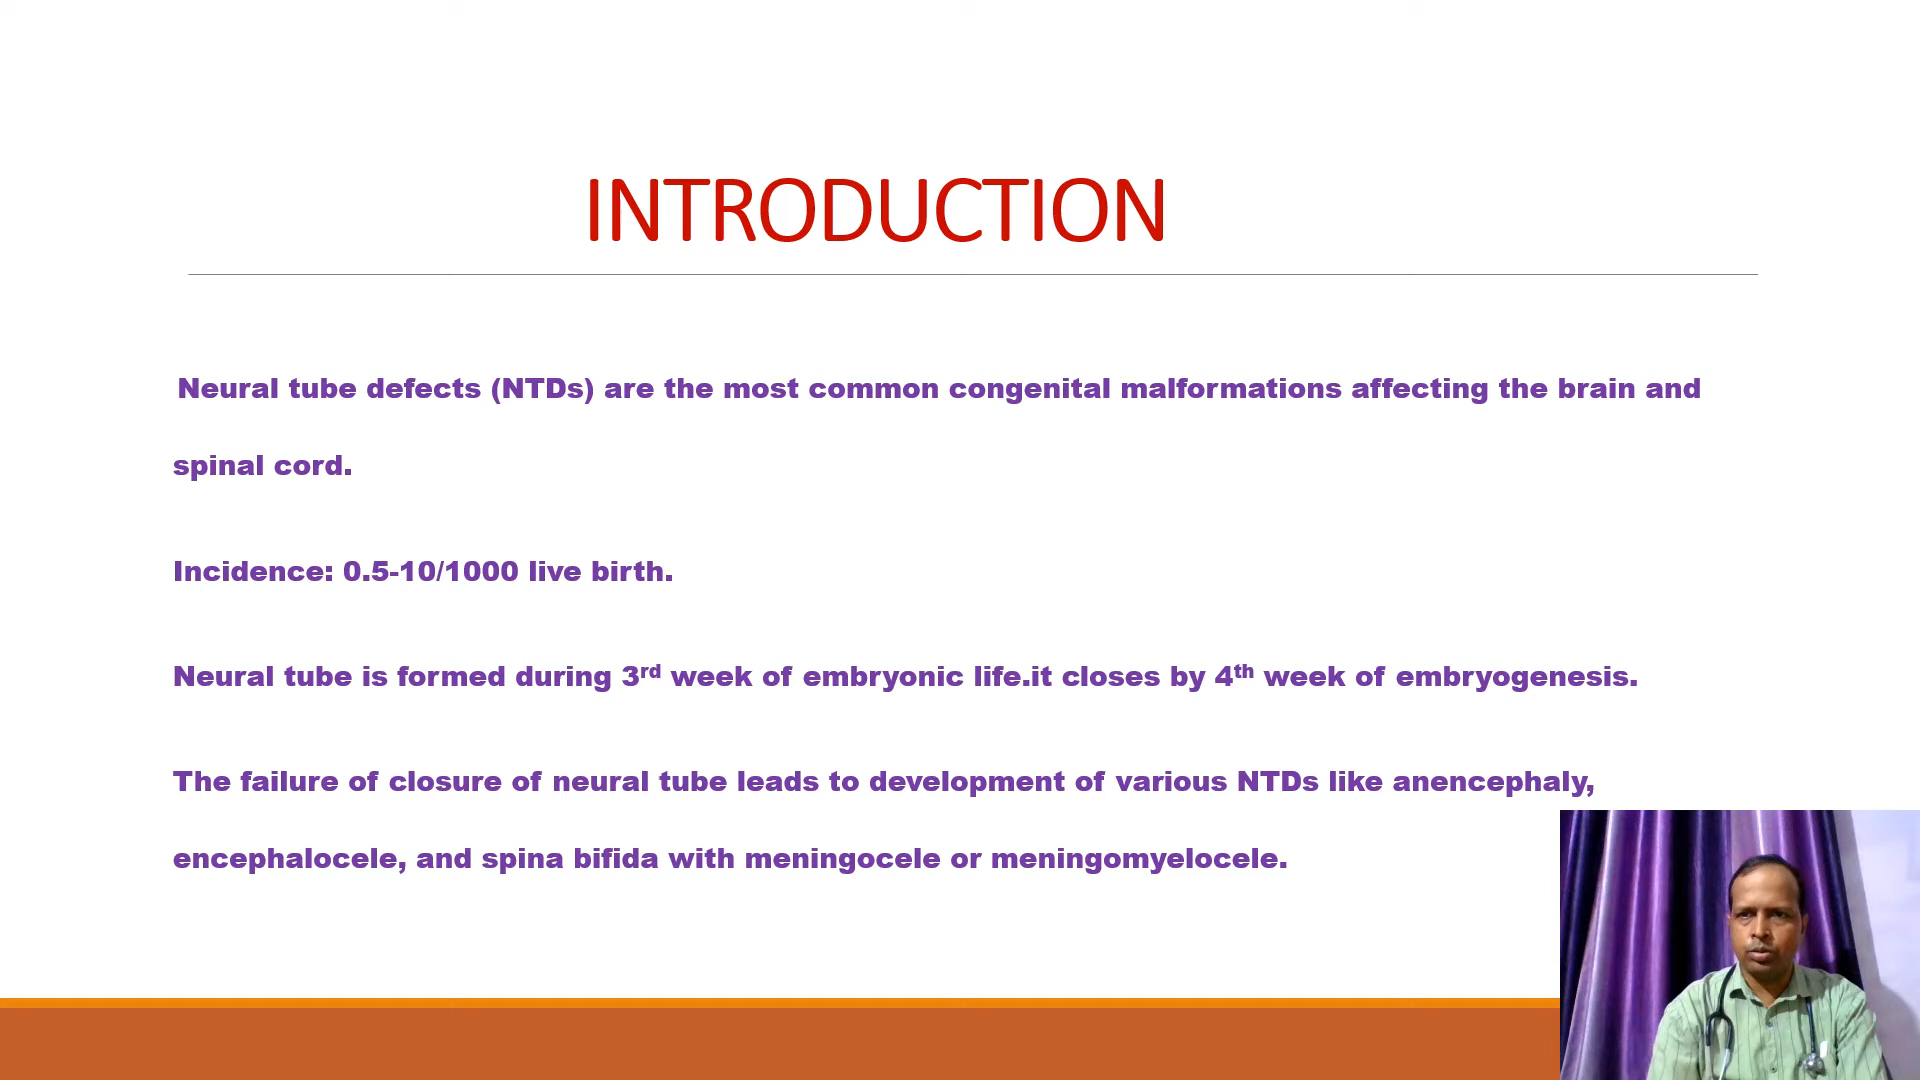 INTRODUCTION
Neural tube defects (NTDs) are the most common congenital malformations affecting the brain and
spinal cord.
Incidence: 0.5-10/1000 live birth.
Neural tube is formed during 3rd week of embryonic life.it closes by 4th week of embryogenesis.
The failure of closure of neural tube leads to development of various NTDs like anencephaly,
encephalocele, and spina bifida with meningocele or meningomyelocele.